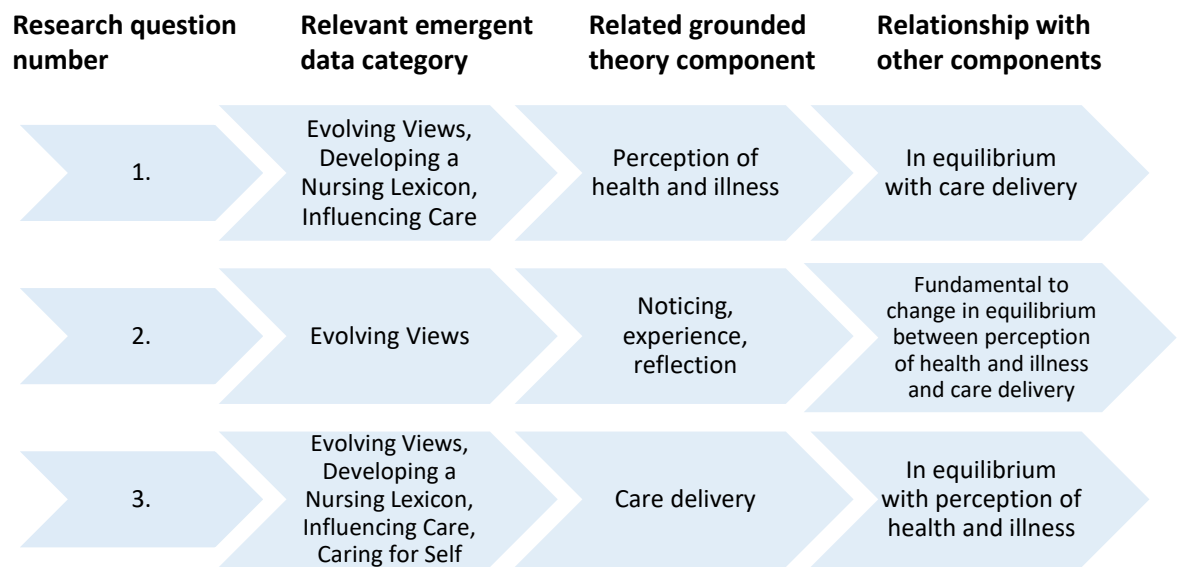 Research question
number
Relevant emergent
data category
Related grounded
theory component
Relationship with
other components
1.
Evolving Views,
Developing a
Nursing Lexicon,
Influencing Care
Perception of
health and illness
In equilibrium
with care delivery
2.
Evolving Views
Noticing,
experience,
reflection
Fundamental to
change in equilibrium
between perception
of health and illness
and care delivery
3.
Evolving Views,
Developing a
Nursing Lexicon,
Influencing Care,
Caring for Self
Care delivery
In equilibrium
with perception of
health and illness